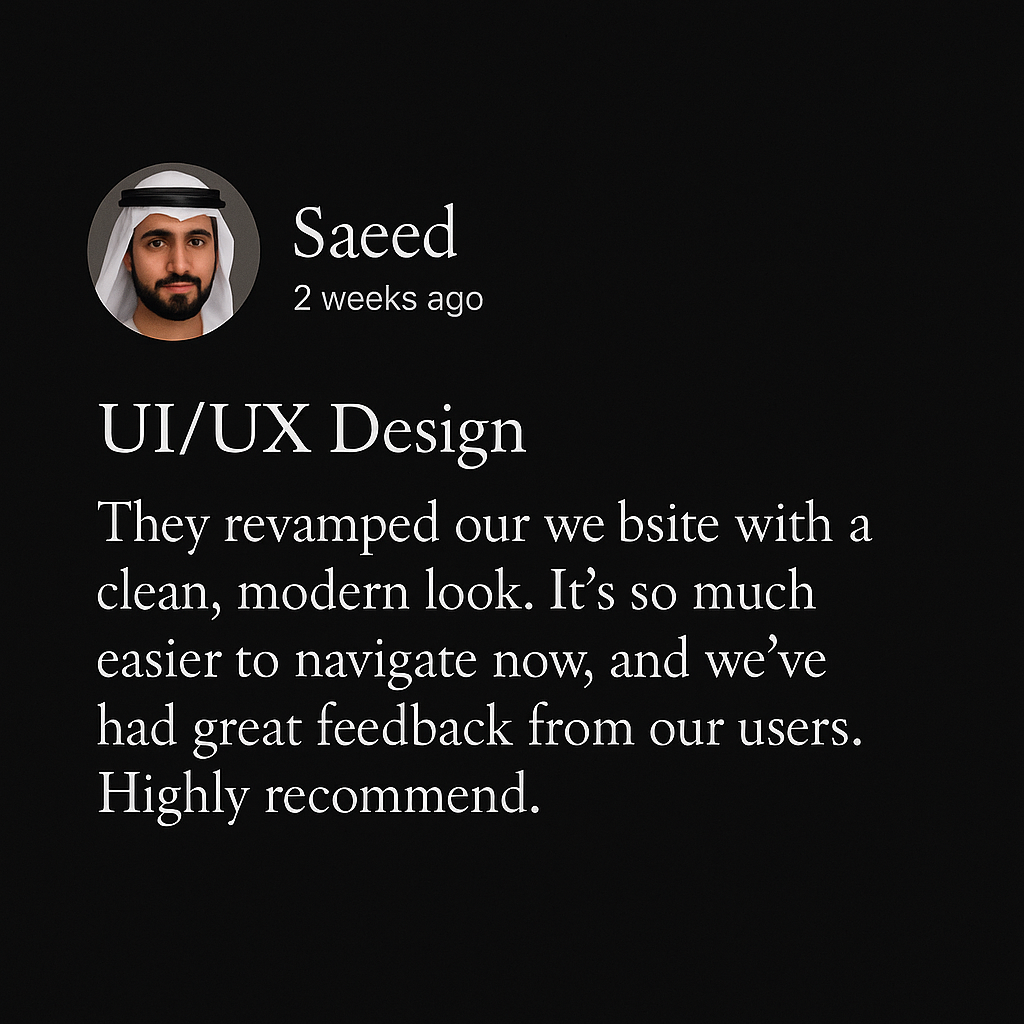 Saeed
2 weeks ago
UI/UX Design
They revamped our we bsite with a
clean, modern look. It’s so much
easier to navigate now, and we’ve
had great feedback from our users.
Highly recommend.